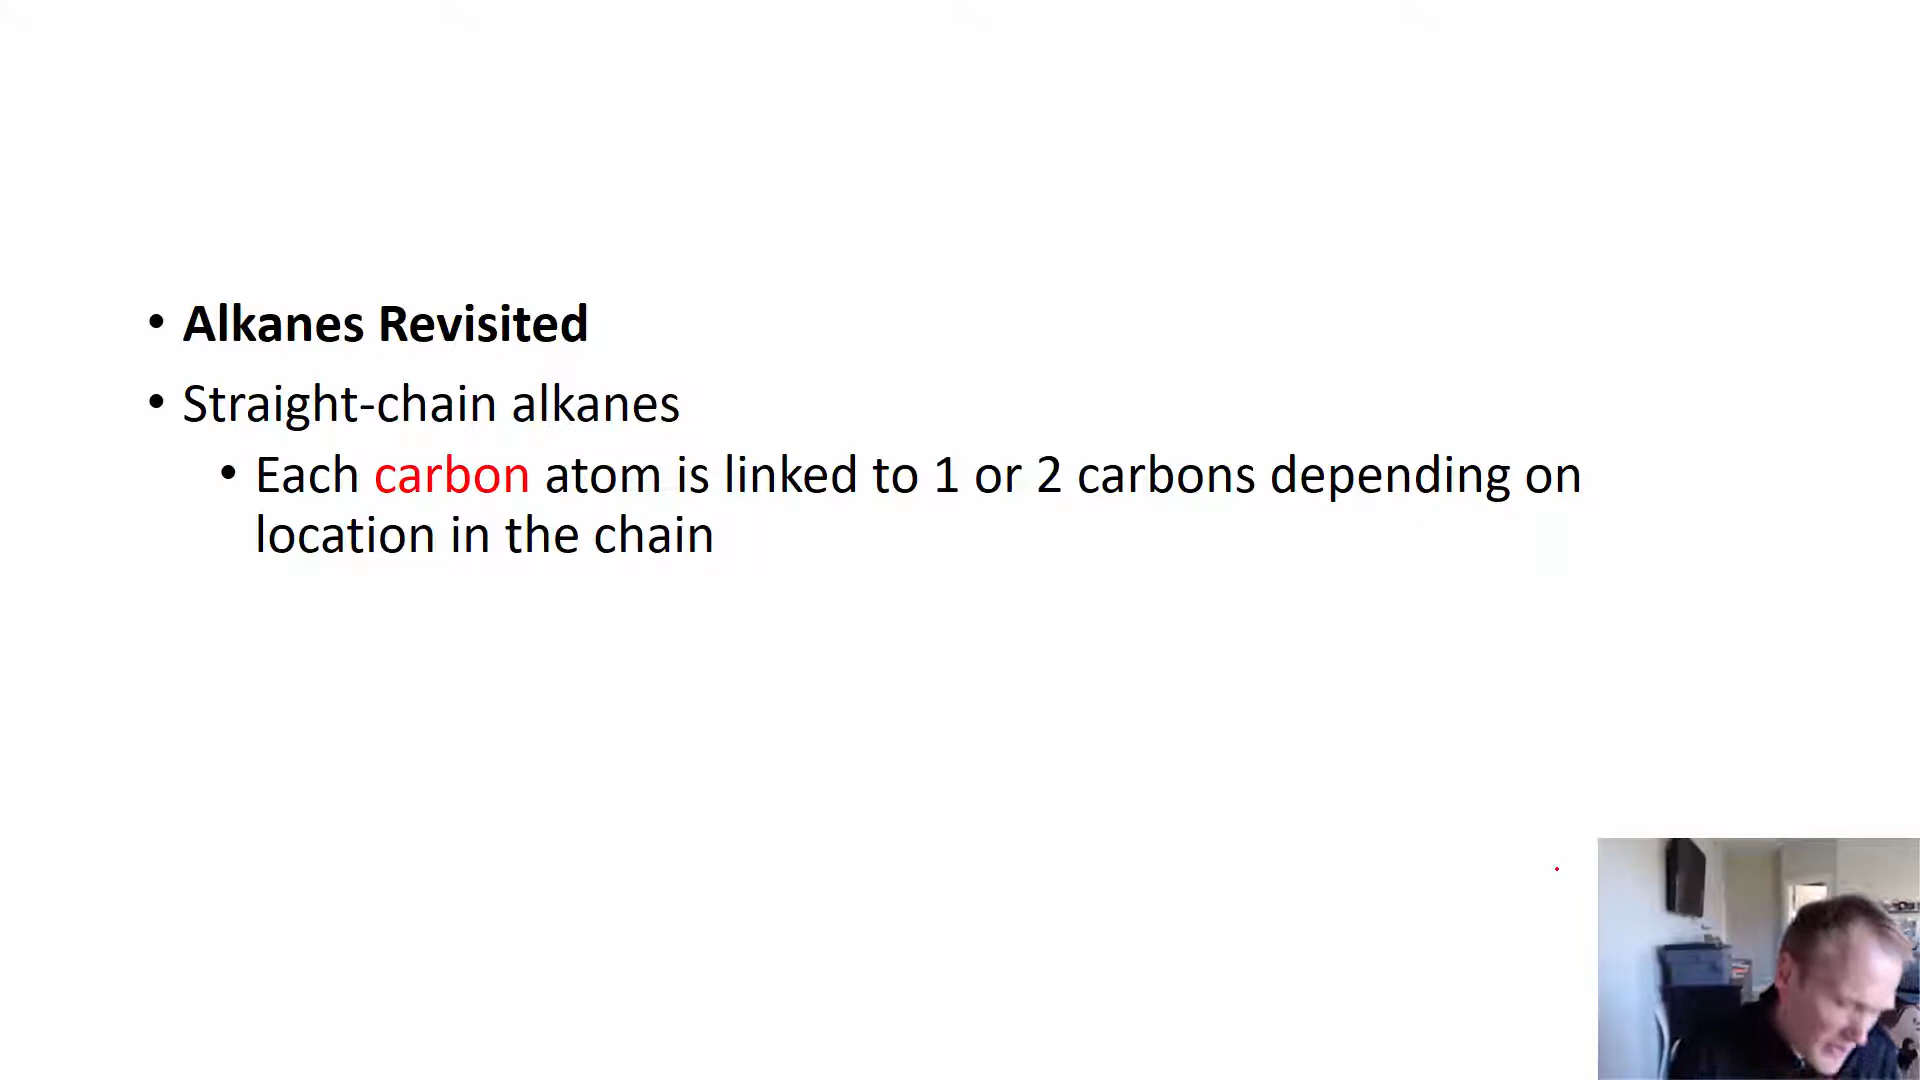 • Alkanes Revisited
• Straight-chain alkanes
• Each carbon atom is linked to 1 or 2 carbons depending on
location in the chain